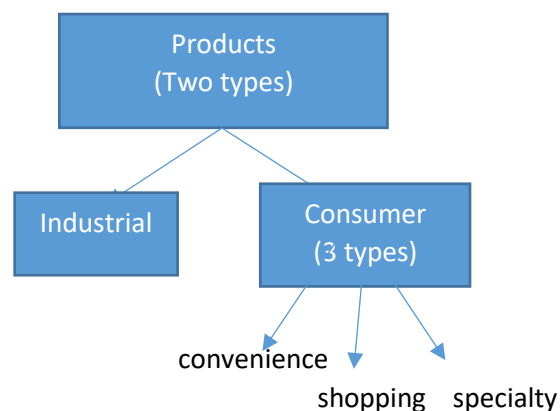 Products
(Two types)
Industrial
Consumer
(3 types)
convenience
shopping specialty